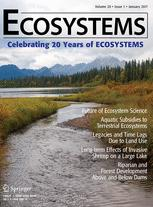 Volume 20 • Issue 1 • January 2017
ECOSYSTEMS
Celebrating 20 Years of ECOSYSTEMS
Future of Ecosystem Science
Aquatic Subsidies to
Terrestrial Ecosystems
Legacies and Time Lags
Due to Land Use
Long-term Effects of Invasive
Shrimp on a Large Lake
Riparian and
Forest Development
Above and Below Dams
Springer